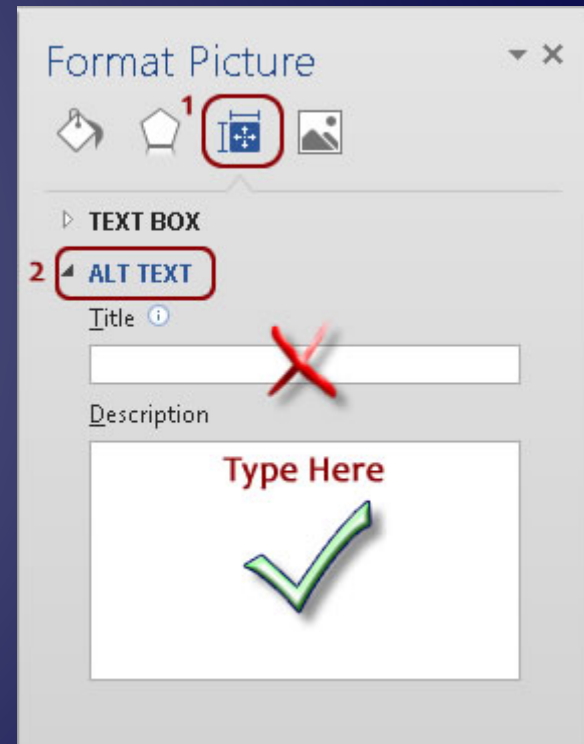 Format Picture
1
TEXT BOX
2 ALT TEXT
Title
Description
Type Here